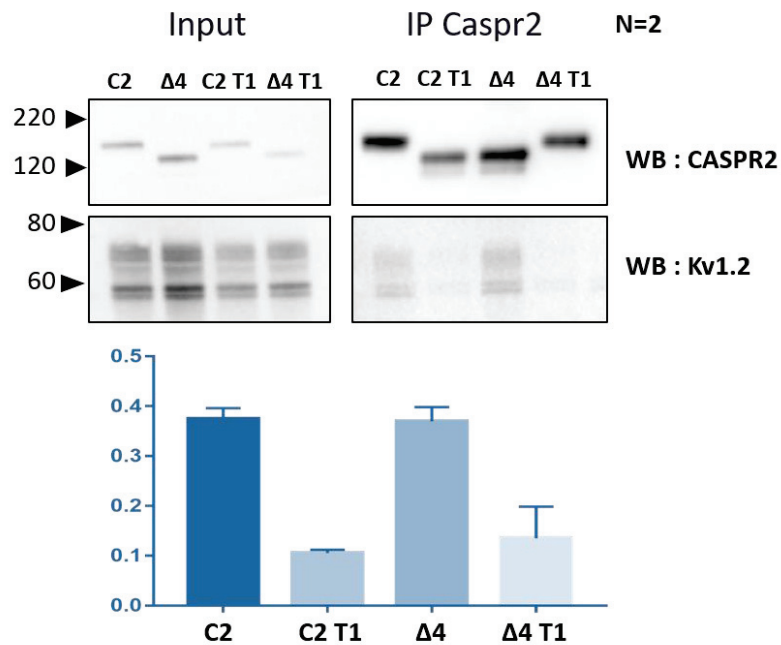 Input IP Caspr2 N=2
C2 Δ4 C2 T1 Δ4 T1 C2 C2 T1 Δ4 Δ4 T1
220
120
WB : CASPR2
80
60
WB : Kv1.2
0.5
0.4
0.3
0.2
0.1
0.0
C2 C2 T1 Δ4 Δ4 T1